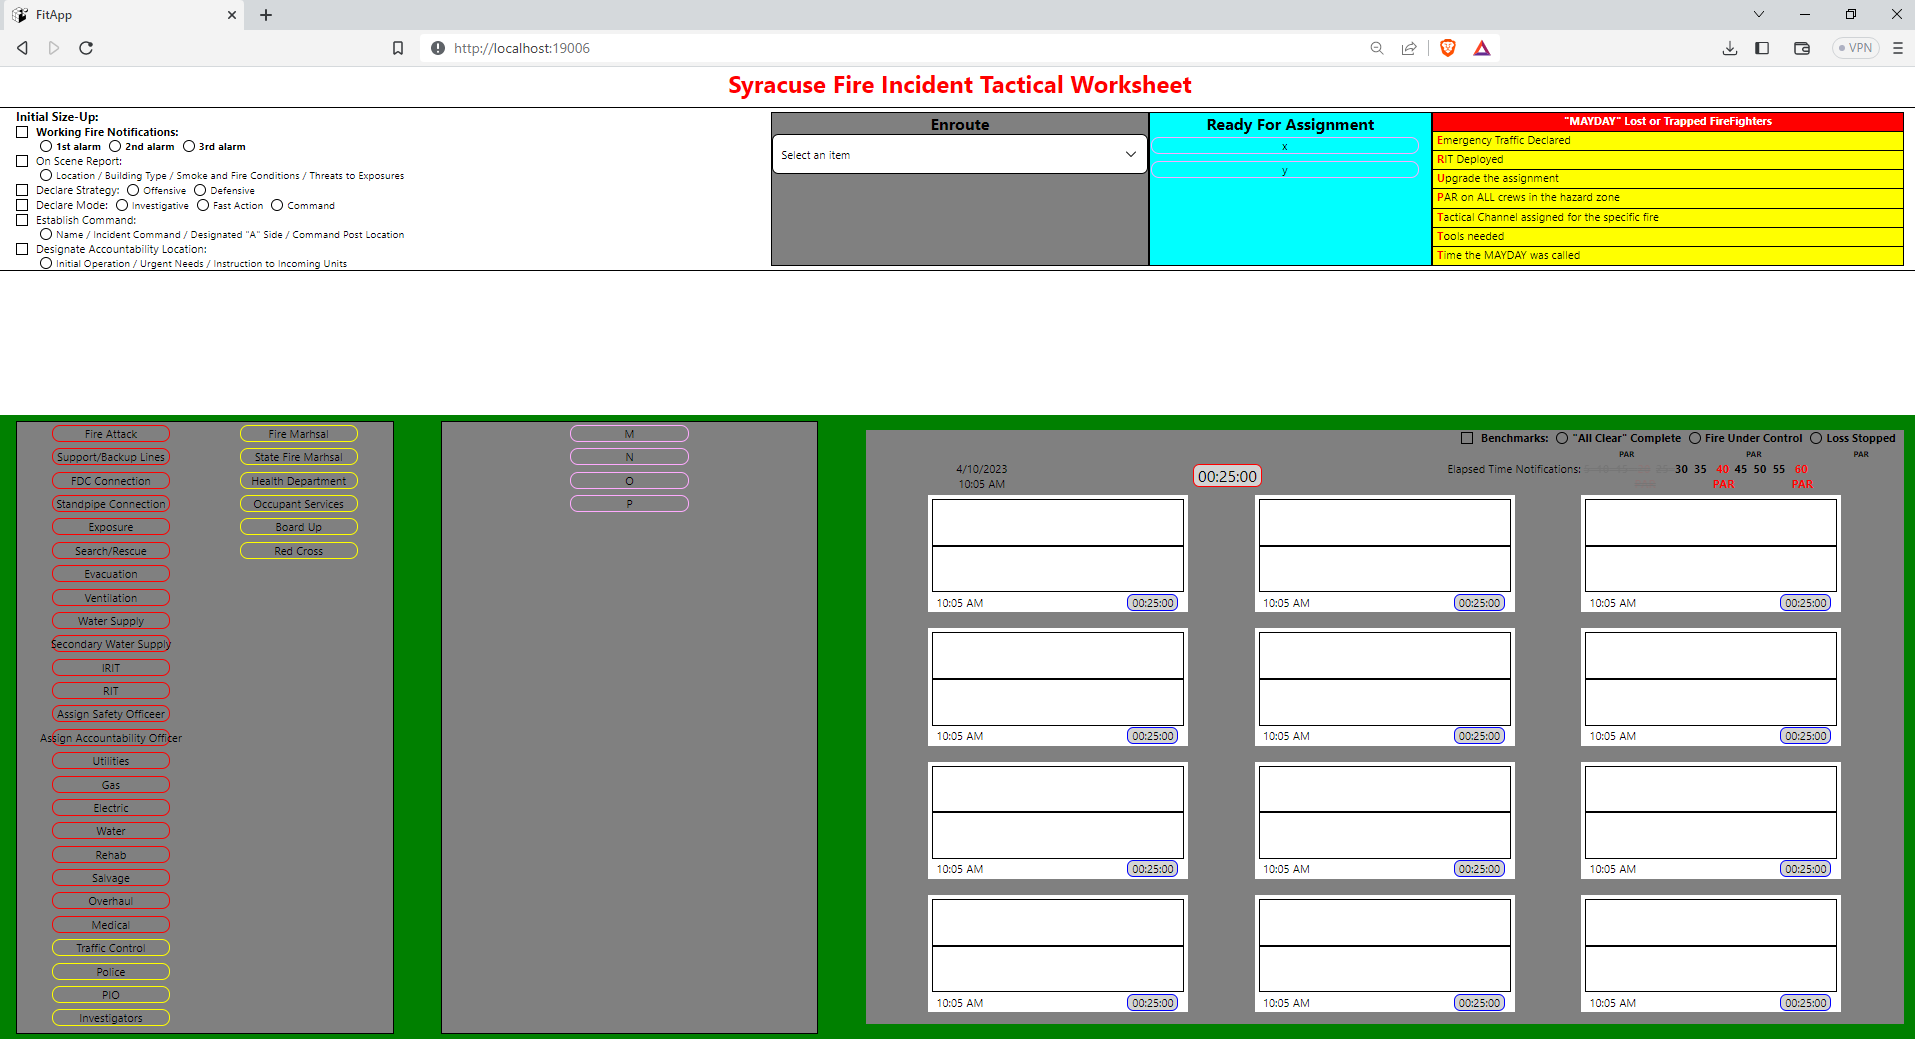 FitApp
http://localhost:19006
VPN
Syracuse Fire Incident Tactical Worksheet
Initial Size-Up:
Working Fire Notifications:
1st alarm 2nd alarm 3rd alarm
On Scene Report:
Location / Building Type / Smoke and Fire Conditions / Threats to Exposures
Declare Strategy: Offensive Defensive
Declare Mode: Investigative Fast Action Command
Establish Command:
Name / Incident Command / Designated "A" Side / Command Post Location
Designate Accountability Location:
Initial Operation / Urgent Needs / Instruction to Incoming Units
Enroute
Select an item
Ready For Assignment
x
y
"MAYDAY" Lost or Trapped FireFighters
Emergency Traffic Declared
RIT Deployed
Upgrade the assignment
PAR on ALL crews in the hazard zone
Tactical Channel assigned for the specific fire
Tools needed
Time the MAYDAY was called
Fire Attack
Support/Backup Lines
FDC Connection
Standpipe Connection
Exposure
Search/Rescue
Evacuation
Ventilation
Water Supply
Secondary Water Supply
IRIT
RIT
Assign Safety Officeer
Assign Accountability Officer
Utilities
Gas
Electric
Water
Rehab
Salvage
Overhaul
Medical
Traffic Control
Police
PIO
Investigators
Fire Marhsal
State Fire Marhsal
Health Department
Occupant Services
Board Up
Red Cross
M
N
O
P
Benchmarks: "All Clear" Complete Fire Under Control Loss Stopped
PAR PAR PAR
4/10/2023
10:05 AM
00:25:00
Elapsed Time Notifications: 30 35 40 45 50 55 60
PAR PAR PAR
10:05 AM 00:25:00 10:05 AM 00:25:00 10:05 AM 00:25:00
10:05 AM 00:25:00 10:05 AM 00:25:00 10:05 AM 00:25:00
10:05 AM 00:25:00 10:05 AM 00:25:00 10:05 AM 00:25:00
10:05 AM 00:25:00 10:05 AM 00:25:00 10:05 AM 00:25:00